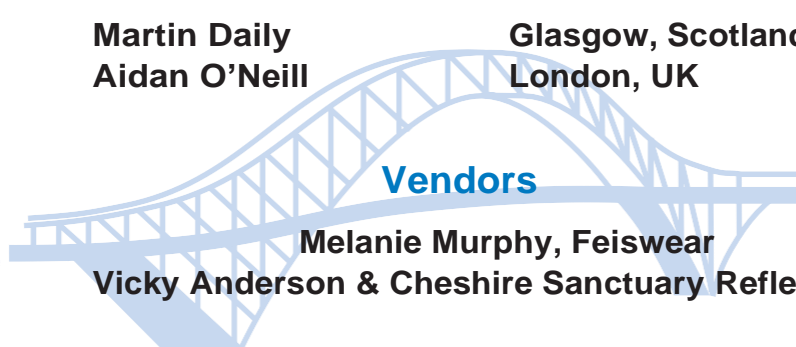 Martin Daily Glasgow, Scotland
Aidan O’Neill London, UK
Vendors
Melanie Murphy, Feiswear
Vicky Anderson & Cheshire Sanctuary